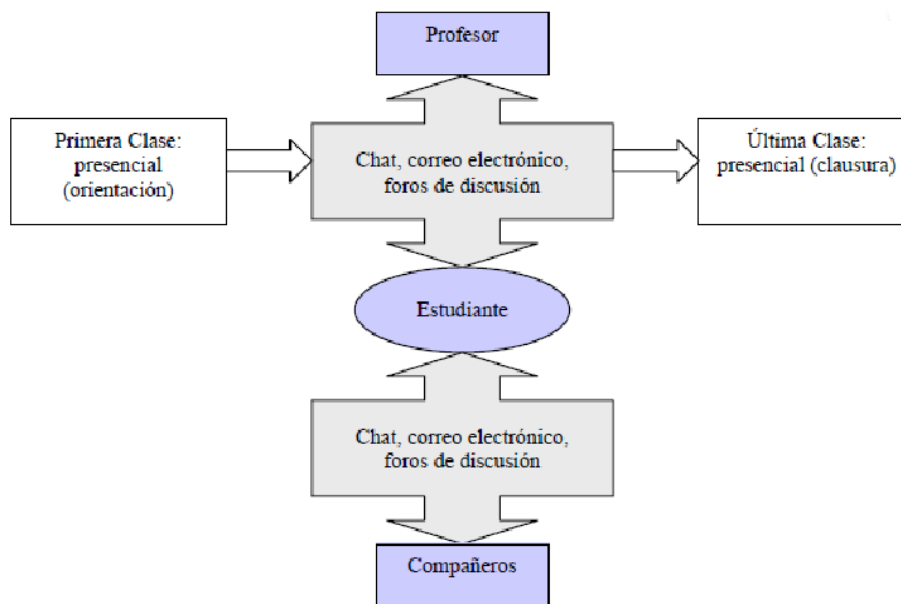 Profesor
Primera Clase:
presencial
(orientación)
Chat, correo electrónico,
foros de discusión
Última Clase:
presencial (clausura)
Estudiante
Chat, correo electrónico,
foros de discusión
Compañeros